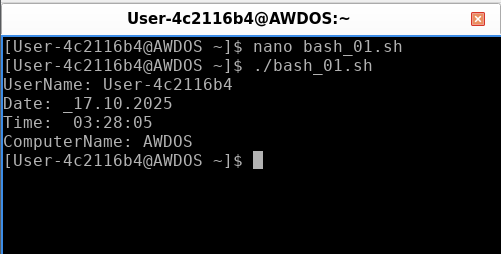 User-4c2116b4@AWDOS:~
[User-4c2116b4@AWDOS ~]$ nano bash_01.sh
[User-4c2116b4@AWDOS ~]$ ./bash_01.sh
UserName: User-4c2116b4
Date: _17.10.2025
Time:  03:28:05
ComputerName: AWDOS
[User-4c2116b4@AWDOS ~]$